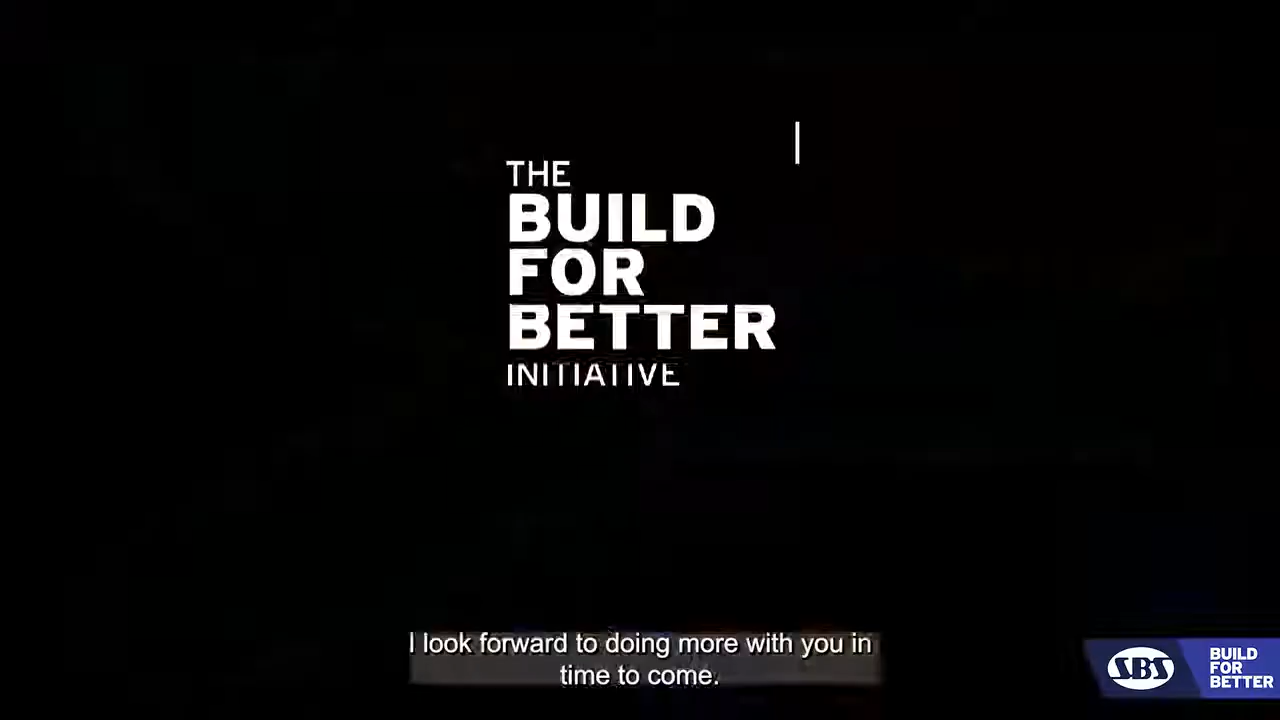 THE
BUILD
FOR
BETTER
INITIATIVE
I look forward to doing more with you in
time to come.
SBS
BUILD
FOR
BETTER